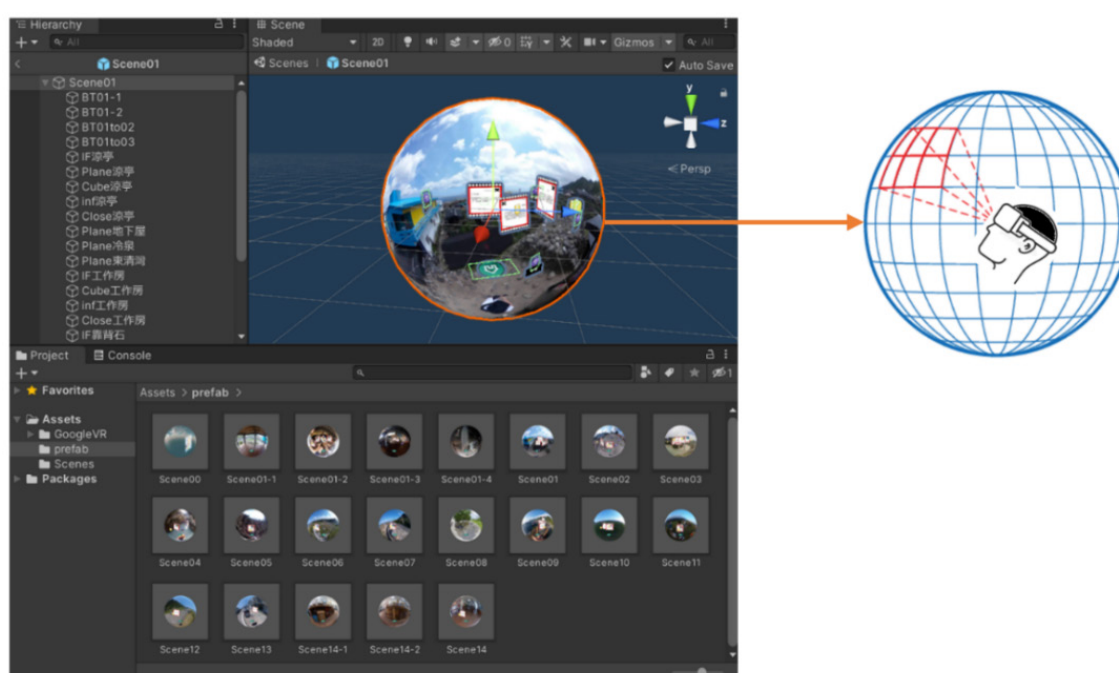 Hierarchy
All
Scene01
Scene01
BT01-1
BT01-2
BT01to02
BT01to03
IF涼亭
Plane涼亭
Cube涼亭
inf涼亭
Close涼亭
Plane地下屋
Plane冷泉
Plane東清灣
IF工作房
Cube工作房
inf工作房
Close工作房
IF靠背石
Scene
Shaded
2D
0
Gizmos
All
Scenes
Scene01
Auto Save
y
z
Persp
Project
Console
1
Favorites
Assets
GoogleVR
prefab
Scenes
Packages
Assets > prefab >
Scene00 Scene01-1 Scene01-2 Scene01-3 Scene01-4 Scene01 Scene02 Scene03
Scene04 Scene05 Scene06 Scene07 Scene08 Scene09 Scene10 Scene11
Scene12 Scene13 Scene14-1 Scene14-2 Scene14